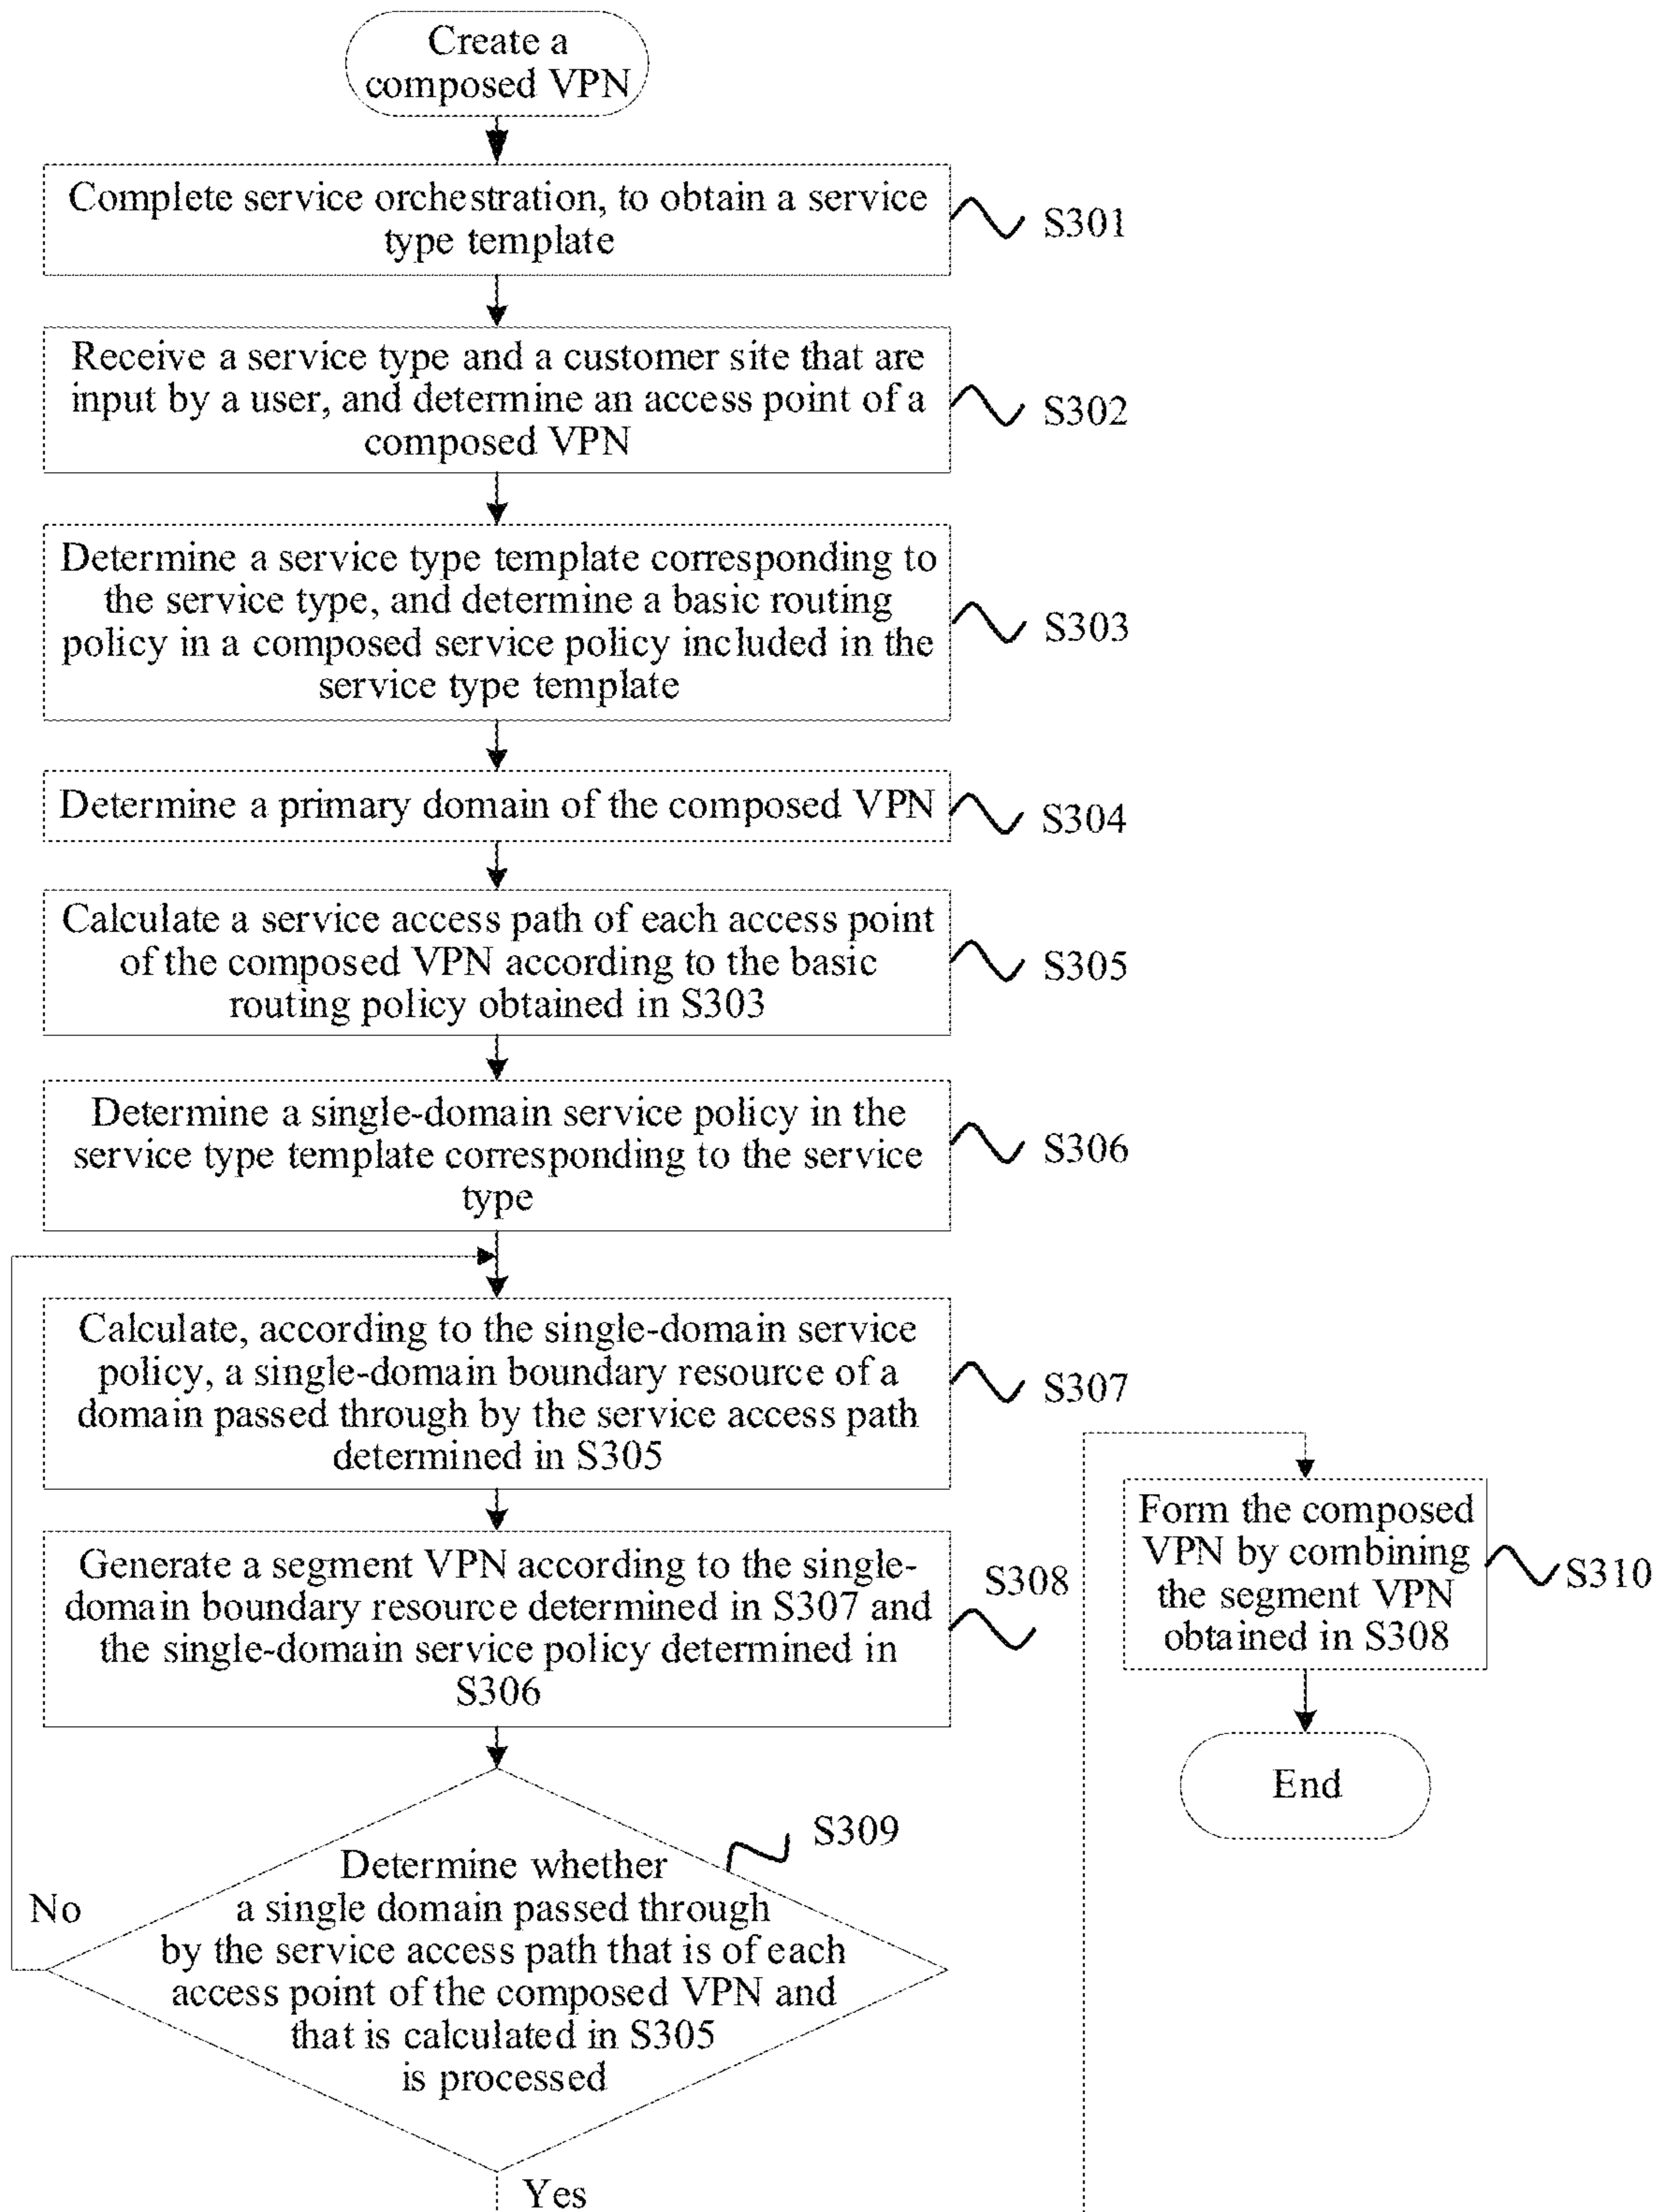 Create a
composed VPN
Complete service orchestration, to obtain a service
type template
S301
Receive a service type and a customer site that are
input by a user, and determine an access point of a
composed VPN
S302
Determine a service type template corresponding to
the service type, and determine a basic routing
policy in a composed service policy included in the
service type template
S303
Determine a primary domain of the composed VPN
S304
Calculate a service access path of each access point
of the composed VPN according to the basic
routing policy obtained in S303
S305
Determine a single-domain service policy in the
service type template corresponding to the service
type
S306
Calculate, according to the single-domain service
policy, a single-domain boundary resource of a
domain passed through by the service access path
determined in S305
S307
Generate a segment VPN according to the single-
domain boundary resource determined in S307 and
the single-domain service policy determined in
S306
S308
Determine whether
a single domain passed through
by the service access path that is of each
access point of the composed VPN and
that is calculated in S305
is processed
S309
No
Yes
Form the composed
VPN by combining
the segment VPN
obtained in S308
S310
End